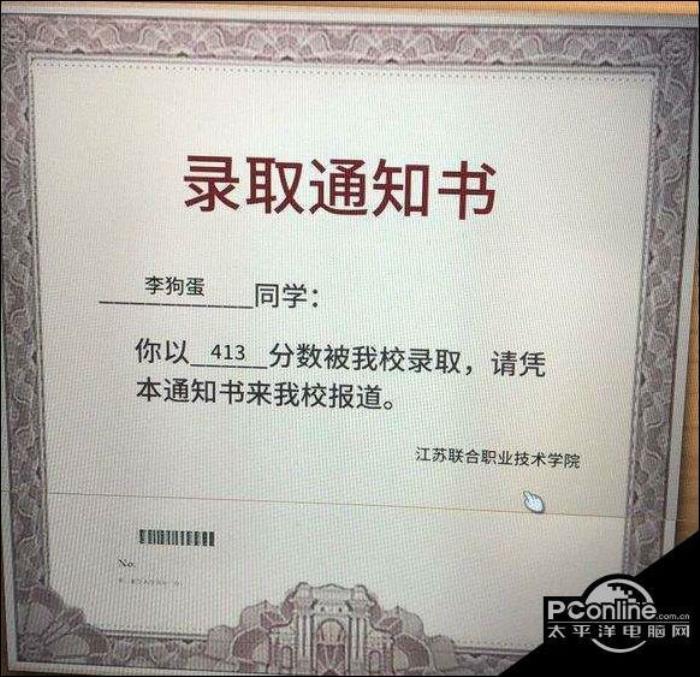 录取通知书
李狗蛋 同学：
你以 413 分数被我校录取，请凭
本通知书来我校报道。
江苏联合职业技术学院
No.
PConline.com.cn
太平洋电脑网